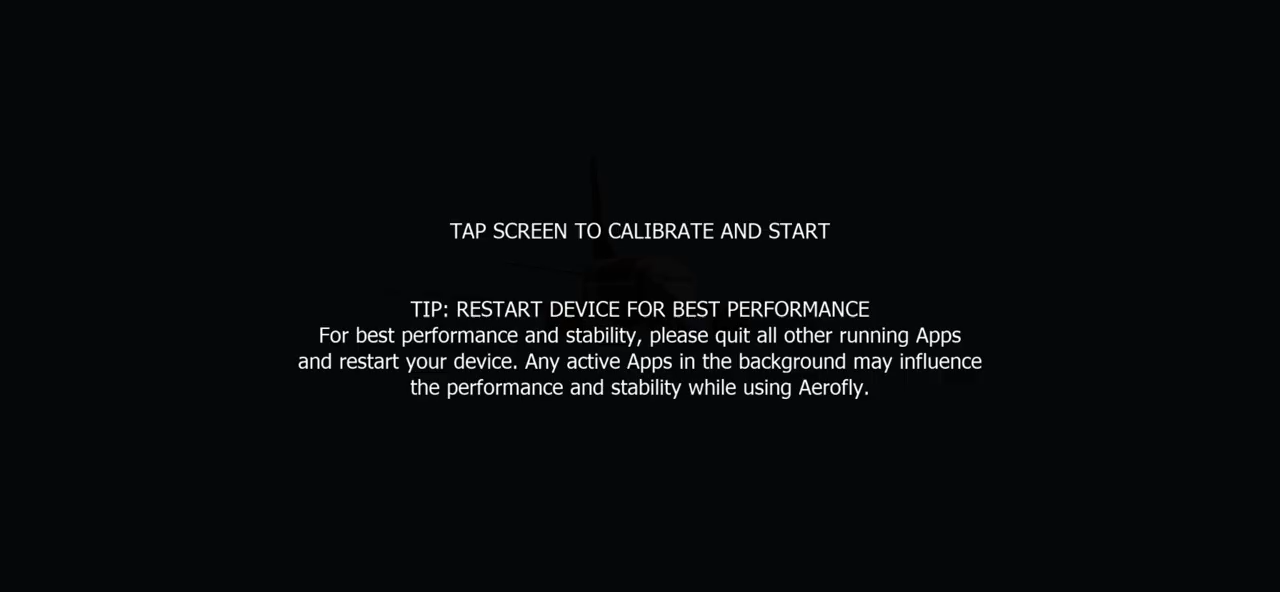 TAP SCREEN TO CALIBRATE AND START
TIP: RESTART DEVICE FOR BEST PERFORMANCE
For best performance and stability, please quit all other running Apps
and restart your device. Any active Apps in the background may influence
the performance and stability while using Aerofly.